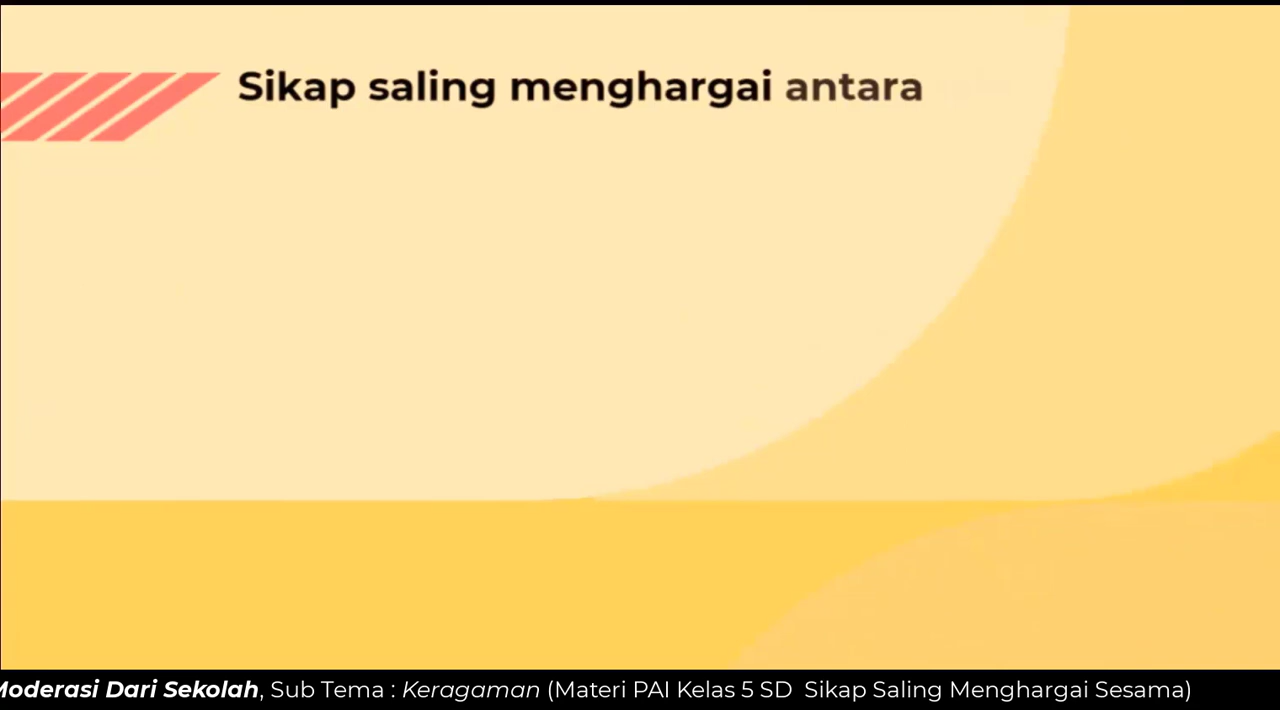 Sikap saling menghargai antara
Moderasi Dari Sekolah, Sub Tema : Keragaman (Materi PAI Kelas 5 SD  Sikap Saling Menghargai Sesama)